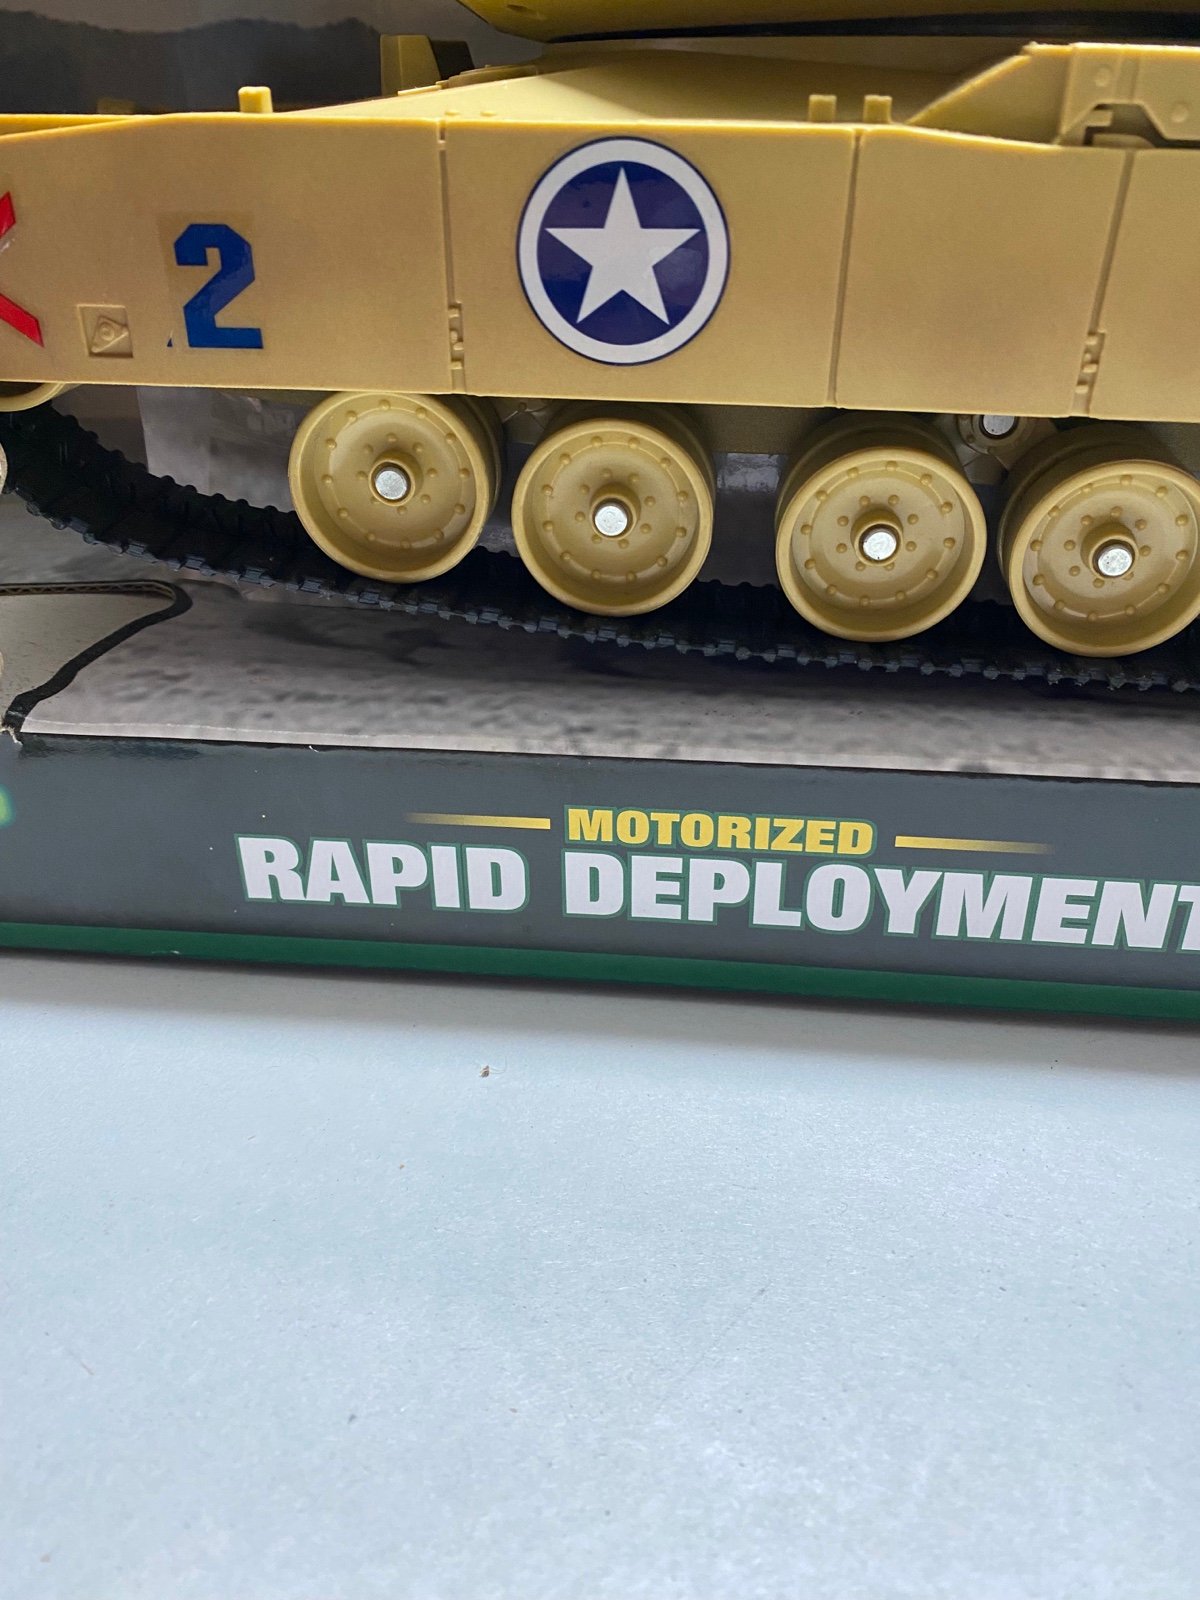 2
MOTORIZED
RAPID DEPLOYMENT